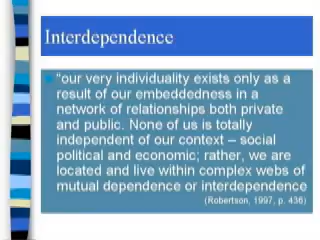 Interdependence
“our very individuality exists only as a
result of our embeddedness in a
network of relationships both private
and public. None of us is totally
independent of our context – social
political and economic; rather, we are
located and live within complex webs of
mutual dependence or interdependence
(Robertson, 1997, p. 436)